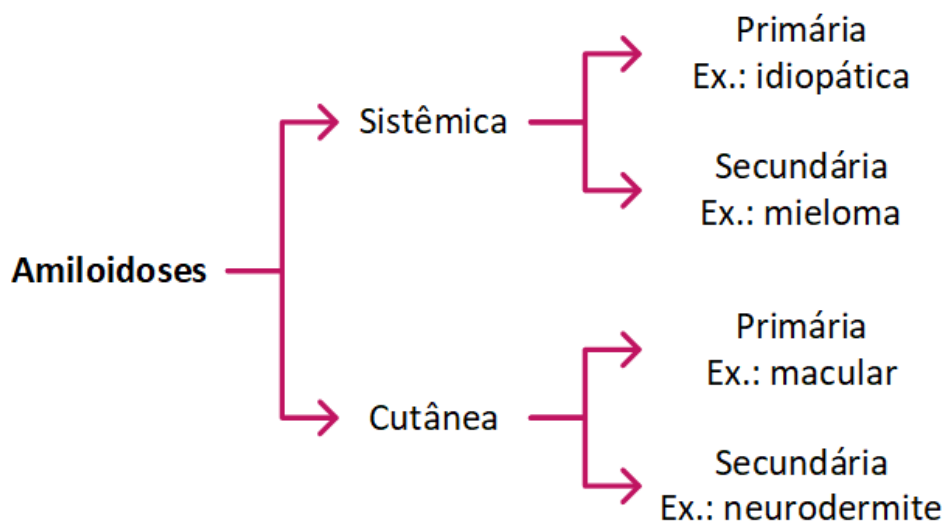 Amiloidoses
Sistêmica
Primária
Ex.: idiopática
Secundária
Ex.: mieloma
Cutânea
Primária
Ex.: macular
Secundária
Ex.: neurodermite